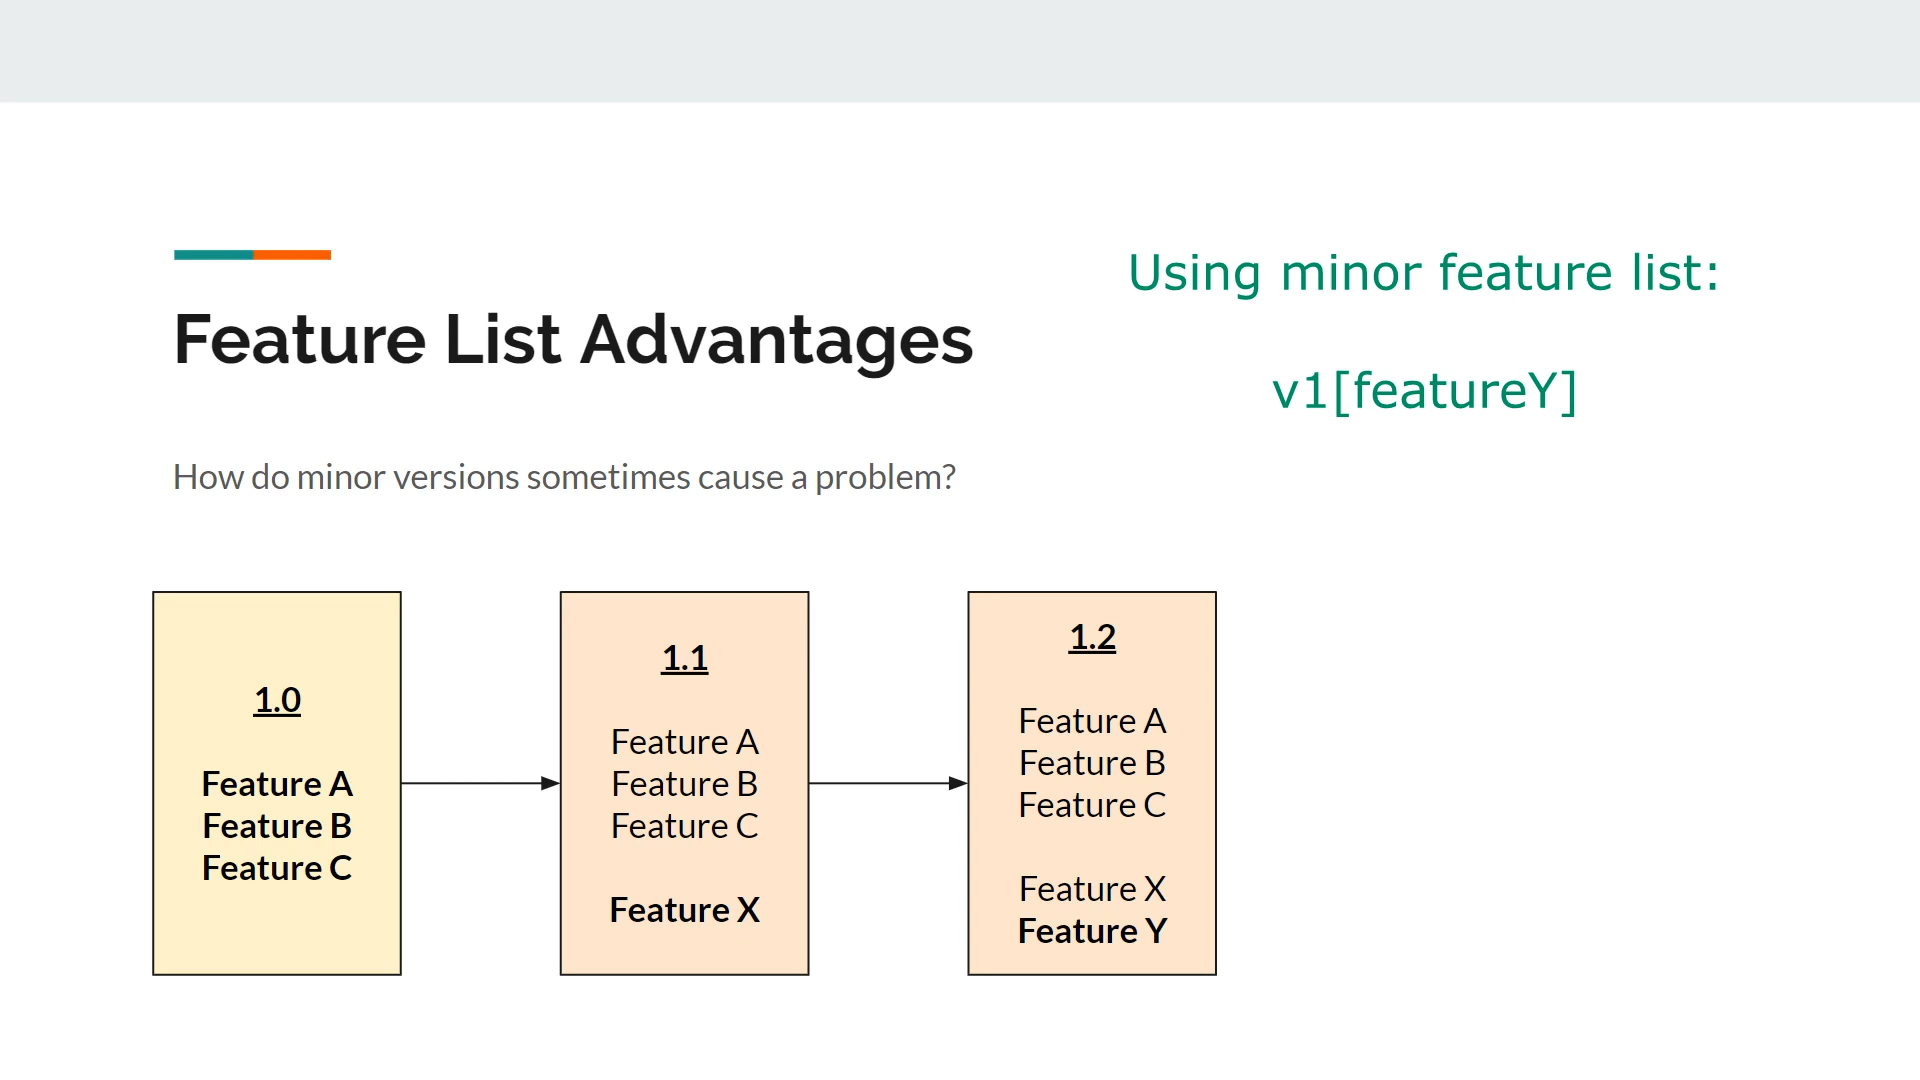 Using minor feature list:
v1[featureY]
Feature List Advantages
How do minor versions sometimes cause a problem?
1.0
Feature A
Feature B
Feature C
1.1
Feature A
Feature B
Feature C
Feature X
1.2
Feature A
Feature B
Feature C
Feature X
Feature Y